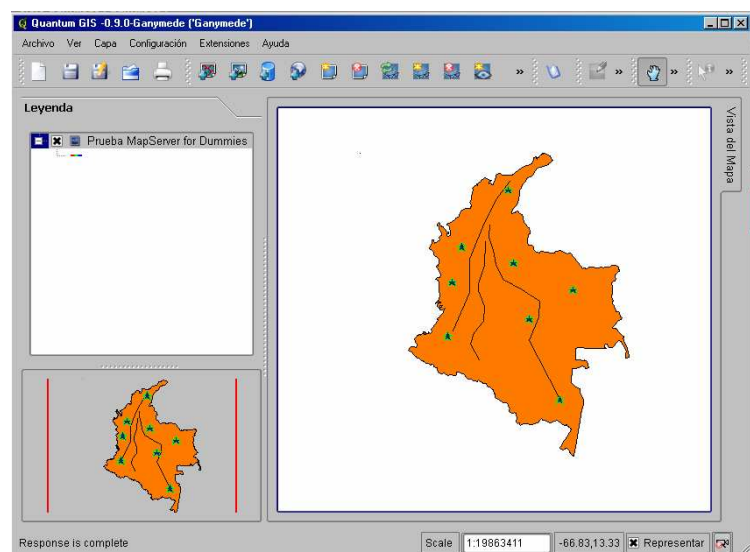 Quantum GIS -0.9.0-Ganymede ('Ganymede')
Archivo Ver Capa Configuración Extensiones Ayuda
»
»
»
»
Leyenda
Prueba MapServer for Dummies
Vista del Mapa
Response is complete
Scale 1:19863411 -66.83,13.33 Representar